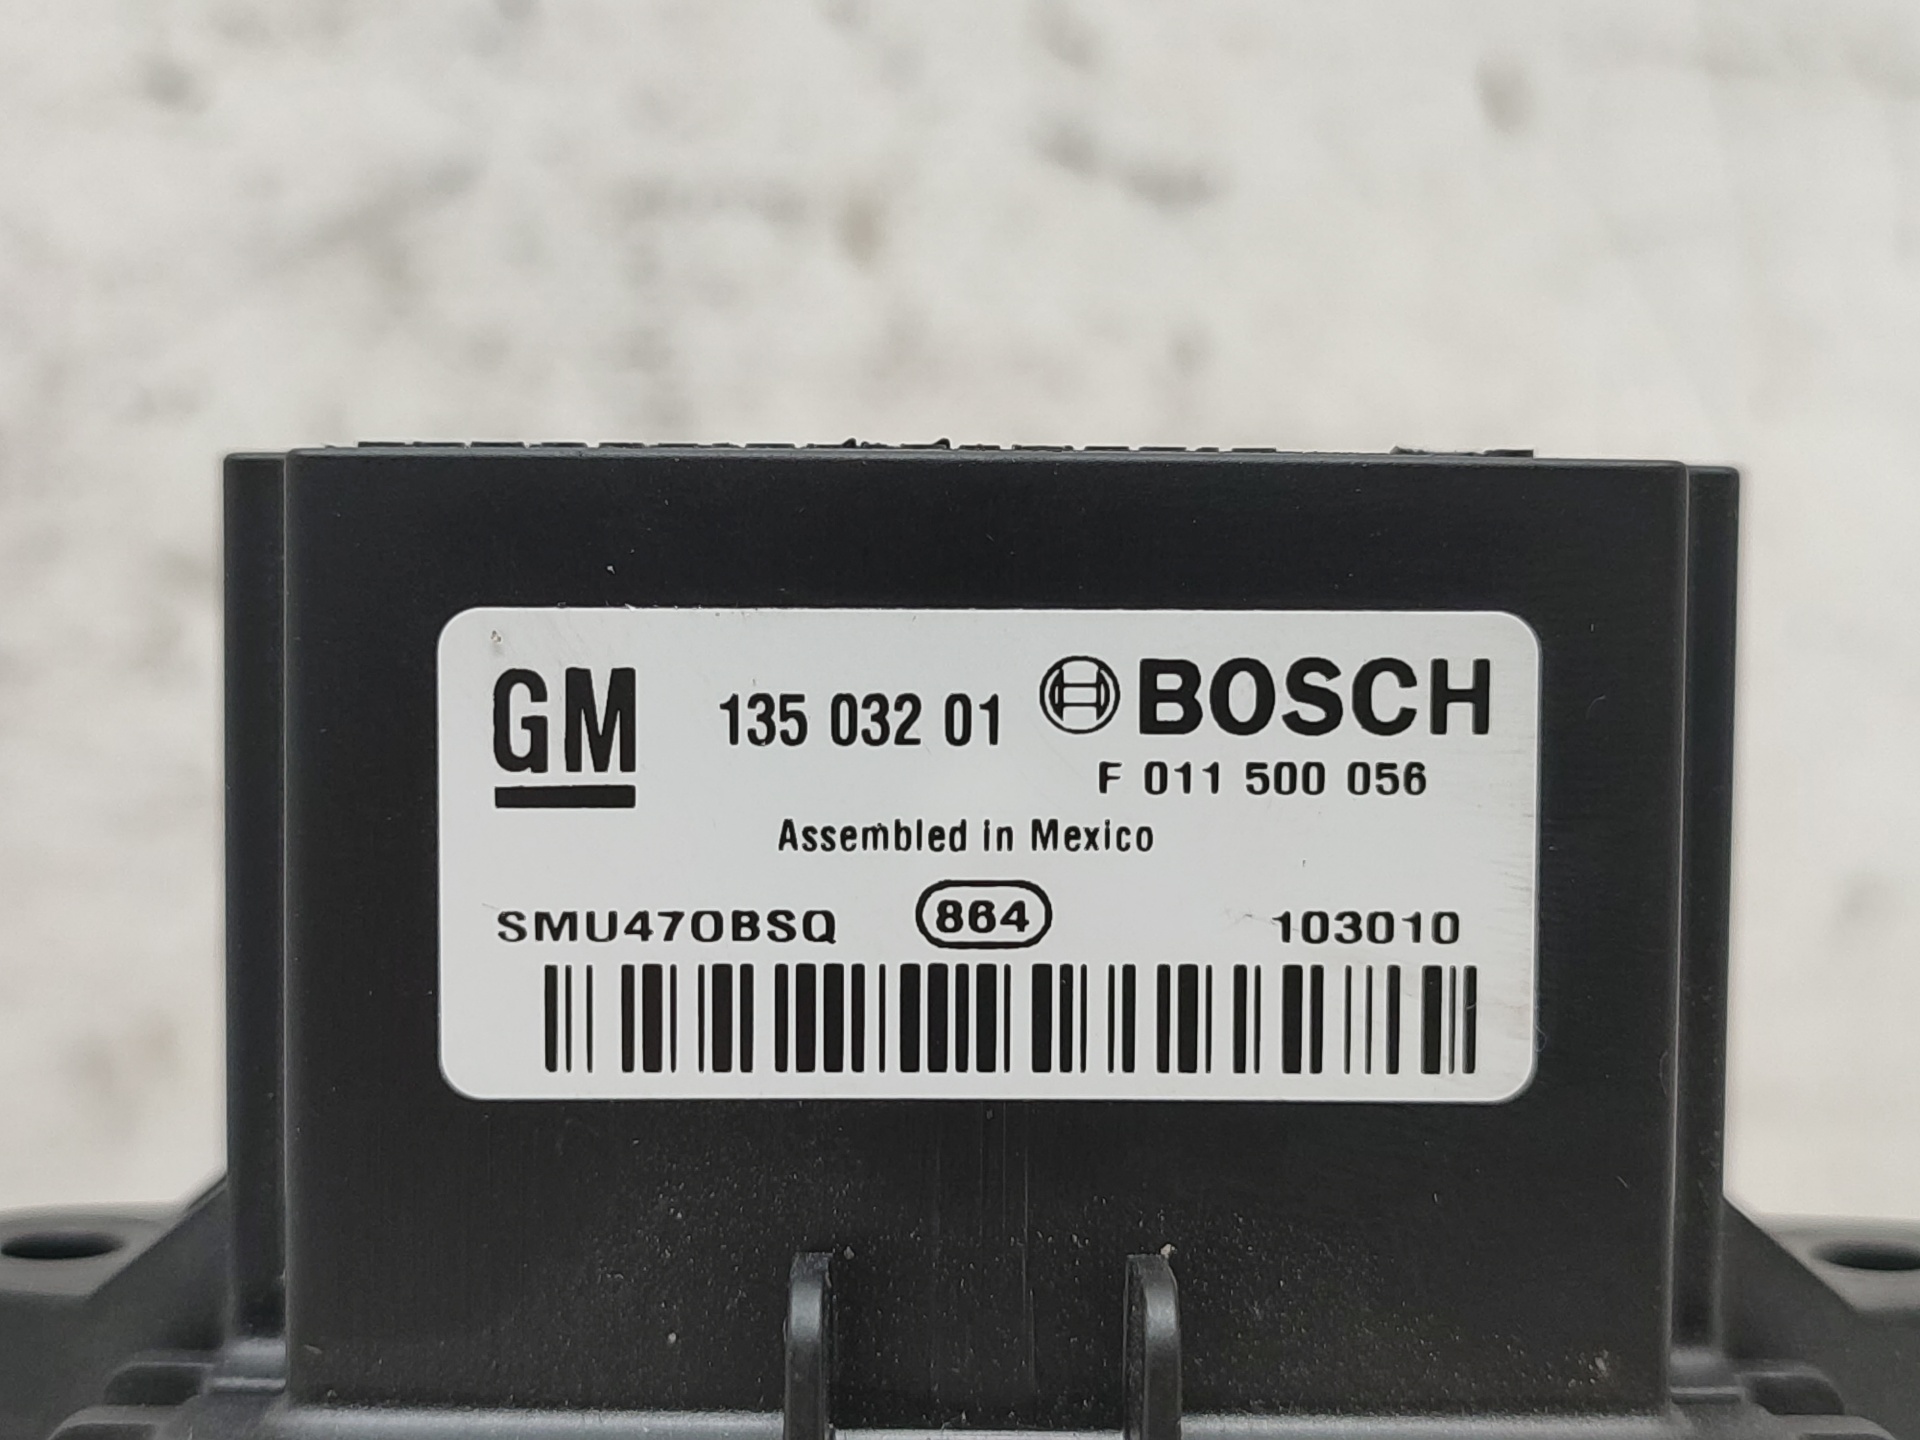 GM 135 032 01 BOSCH
F 011 500 056
Assembled in Mexico
SMU470BSQ 864 103010